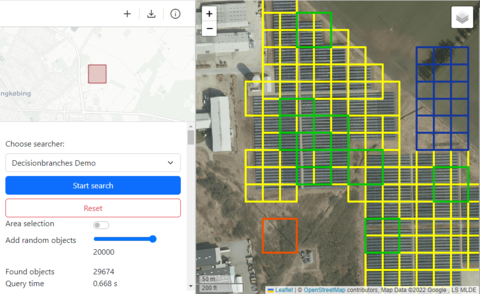 +
−
ngkøbing
Choose searcher:
Decisionbranches Demo
Start search
Reset
Area selection
Add random objects
20000
Found objects 29674
Query time 0.668 s
50 m
200 ft
Leaflet | © OpenStreetMap contributors, Map Data ©2022 Google , LS MLDE